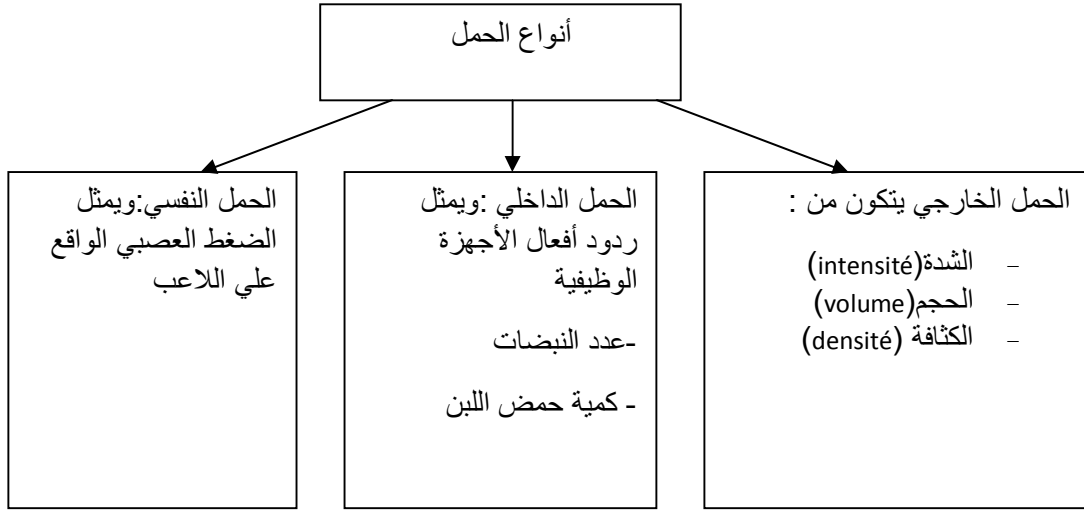 أنواع الحمل
الحمل الخارجي يتكون من :
- الشدة(intensité)
- الحجم(volume)
- الكثافة (densité)
الحمل الداخلي :ويمثل
ردود أفعال الأجهزة
الوظيفية
-عدد النبضات
- كمية حمض اللبن
الحمل النفسي:ويمثل
الضغط العصبي الواقع
علي اللاعب